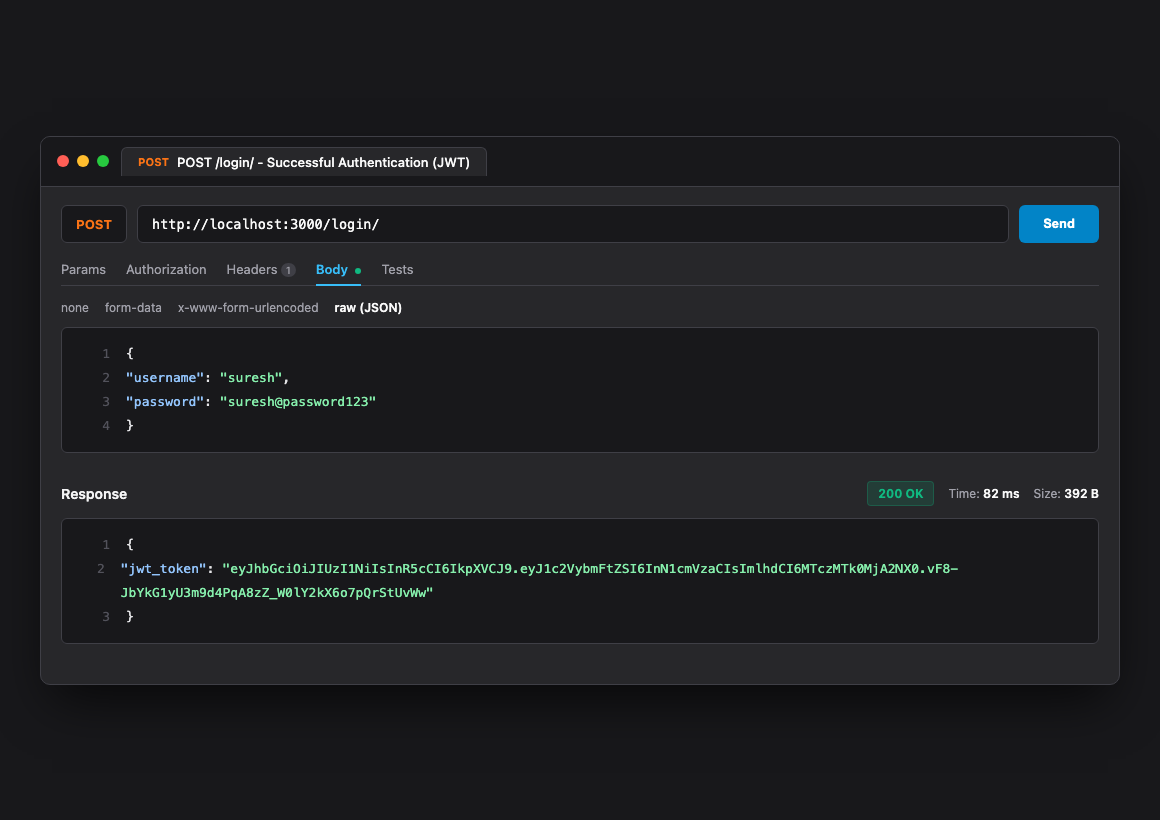 POST POST /login/ - Successful Authentication (JWT)
POST http://localhost:3000/login/ Send
Params Authorization Headers 1 Body Tests
none form-data x-www-form-urlencoded raw (JSON)
1 {
2 "username": "suresh",
3 "password": "suresh@password123"
4 }
Response 200 OK Time: 82 ms Size: 392 B
1 {
2 "jwt_token": "eyJhbGciOiJIUzI1NiIsInR5cCI6IkpXVCJ9.eyJ1c2VybmFtZSI6InN1cmVzaCIsImlhdCI6MTczMTk0MjA2NX0.vF8-
JbYkG1yU3m9d4PqA8zZ_W0lY2kX6o7pQrStUvWw"
3 }